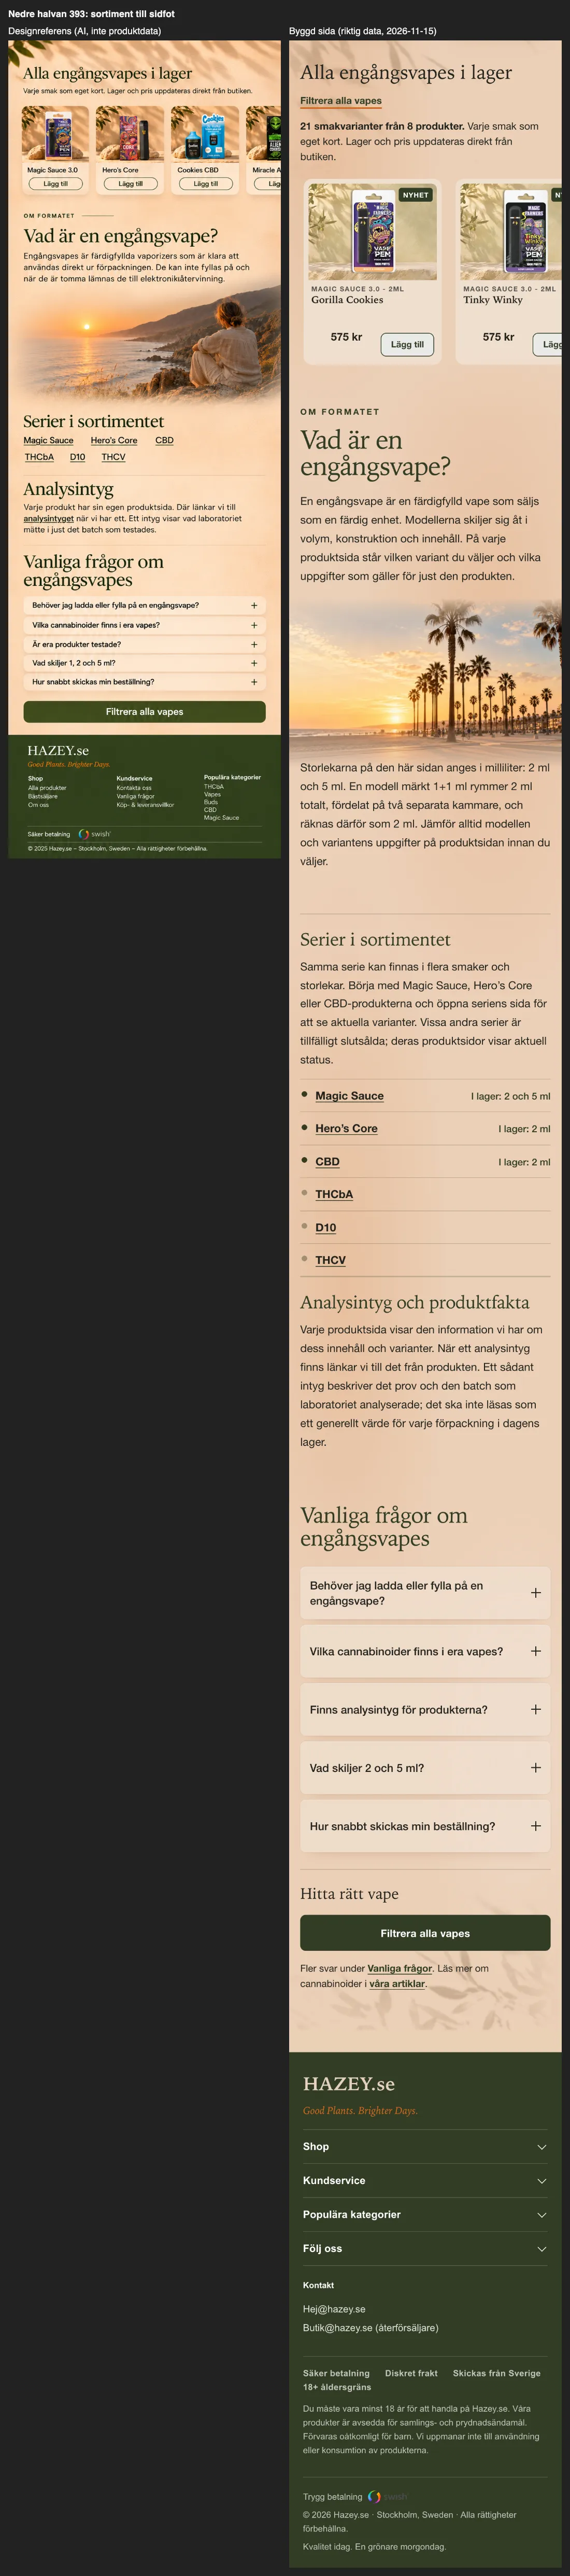 Nedre halvan 393: sortiment till sidfot
Designreferens (AI, inte produktdata)
Alla engångsvapes i lager
Varje smak som eget kort. Lager och pris uppdateras direkt från butiken.
Magic Sauce 3.0
Hero's Core
Cookies CBD
Miracle A
Lägg till
Lägg till
Lägg till
Läg
OM FORMATET
Vad är en engångsvape?
Engångsvapes är färdigfyllda vaporizers som är klara att
användas direkt ur förpackningen. De kan inte fyllas på och
när de är tomma lämnas de till elektronikåtervinning.
Serier i sortimentet
Magic Sauce Hero's Core CBD
THCbA D10 THCV
Analysintyg
Varje produkt har sin egen produktsida. Där länkar vi till
analysintyget när vi har ett. Ett intyg visar vad laboratoriet
mätte i just det batch som testades.
Vanliga frågor om
engångsvapes
Behöver jag ladda eller fylla på en engångsvape? +
Vilka cannabinoider finns i era vapes? +
Är era produkter testade? +
Vad skiljer 1, 2 och 5 ml? +
Hur snabbt skickas min beställning? +
Filtrera alla vapes
HAZEY.se
Good Plants. Brighter Days.
Shop
Alla produkter
Bästsäljare
Om oss
Kundservice
Kontakta oss
Vanliga frågor
Köp- & leveransvillkor
Populära kategorier
THCbA
Vapes
Buds
CBD
Magic Sauce
Säker betalning swish
© 2025 Hazey.se – Stockholm, Sweden – Alla rättigheter förbehållna.
Byggd sida (riktig data, 2026-11-15)
Alla engångsvapes i lager
Filtrera alla vapes
21 smakvarianter från 8 produkter. Varje smak som
eget kort. Lager och pris uppdateras direkt från
butiken.
NYHET
MAGIC SAUCE 3.0 - 2ML
Gorilla Cookies
575 kr
Lägg till
MAGIC SAUCE 3.0 - 2ML
Tinky Winky
575 kr
Lägg
OM FORMATET
Vad är en
engångsvape?
En engångsvape är en färdigfylld vape som säljs
som en färdig enhet. Modellerna skiljer sig åt i
volym, konstruktion och innehåll. På varje
produktsida står vilken variant du väljer och vilka
uppgifter som gäller för just den produkten.
Storlekarna på den här sidan anges i milliliter: 2 ml
och 5 ml. En modell märkt 1+1 ml rymmer 2 ml
totalt, fördelat på två separata kammare, och
räknas därför som 2 ml. Jämför alltid modellen
och variantens uppgifter på produktsidan innan du
väljer.
Serier i sortimentet
Samma serie kan finnas i flera smaker och
storlekar. Börja med Magic Sauce, Hero's Core
eller CBD-produkterna och öppna seriens sida för
att se aktuella varianter. Vissa andra serier är
tillfälligt slutsålda; deras produktsidor visar aktuell
status.
Magic Sauce I lager: 2 och 5 ml
Hero's Core I lager: 2 ml
CBD I lager: 2 ml
THCbA
D10
THCV
Analysintyg och produktfakta
Varje produktsida visar den information vi har om
dess innehåll och varianter. När ett analysintyg
finns länkar vi till det från produkten. Ett sådant
intyg beskriver det prov och den batch som
laboratoriet analyserade; det ska inte läsas som
ett generellt värde för varje förpackning i dagens
lager.
Vanliga frågor om
engångsvapes
Behöver jag ladda eller fylla på en
engångsvape? +
Vilka cannabinoider finns i era vapes? +
Finns analysintyg för produkterna? +
Vad skiljer 2 och 5 ml? +
Hur snabbt skickas min beställning? +
Hitta rätt vape
Filtrera alla vapes
Fler svar under Vanliga frågor. Läs mer om
cannabinoider i våra artiklar.
HAZEY.se
Good Plants. Brighter Days.
Shop
Kundservice
Populära kategorier
Följ oss
Kontakt
Hej@hazey.se
Butik@hazey.se (återförsäljare)
Säker betalning Diskret frakt Skickas från Sverige
18+ åldersgräns
Du måste vara minst 18 år för att handla på Hazey.se. Våra
produkter är avsedda för samlings- och prydnadsändamål.
Förvaras oåtkomligt för barn. Vi uppmanar inte till användning
eller konsumtion av produkterna.
Trygg betalning swish
© 2026 Hazey.se · Stockholm, Sweden · Alla rättigheter
förbehållna.
Kvalitet idag. En grönare morgondag.